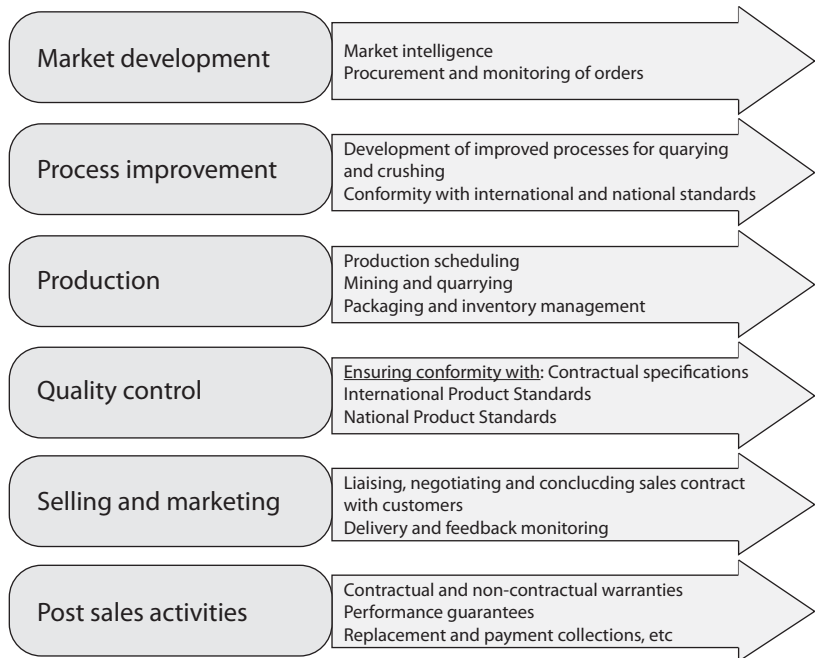 Market development
Market intelligence
Procurement and monitoring of orders
Process improvement
Development of improved processes for quarying
and crushing
Conformity with international and national standards
Production
Production scheduling
Mining and quarrying
Packaging and inventory management
Quality control
Ensuring conformity with: Contractual specifications
International Product Standards
National Product Standards
Selling and marketing
Liaising, negotiating and conclucding sales contract
with customers
Delivery and feedback monitoring
Post sales activities
Contractual and non-contractual warranties
Performance guarantees
Replacement and payment collections, etc